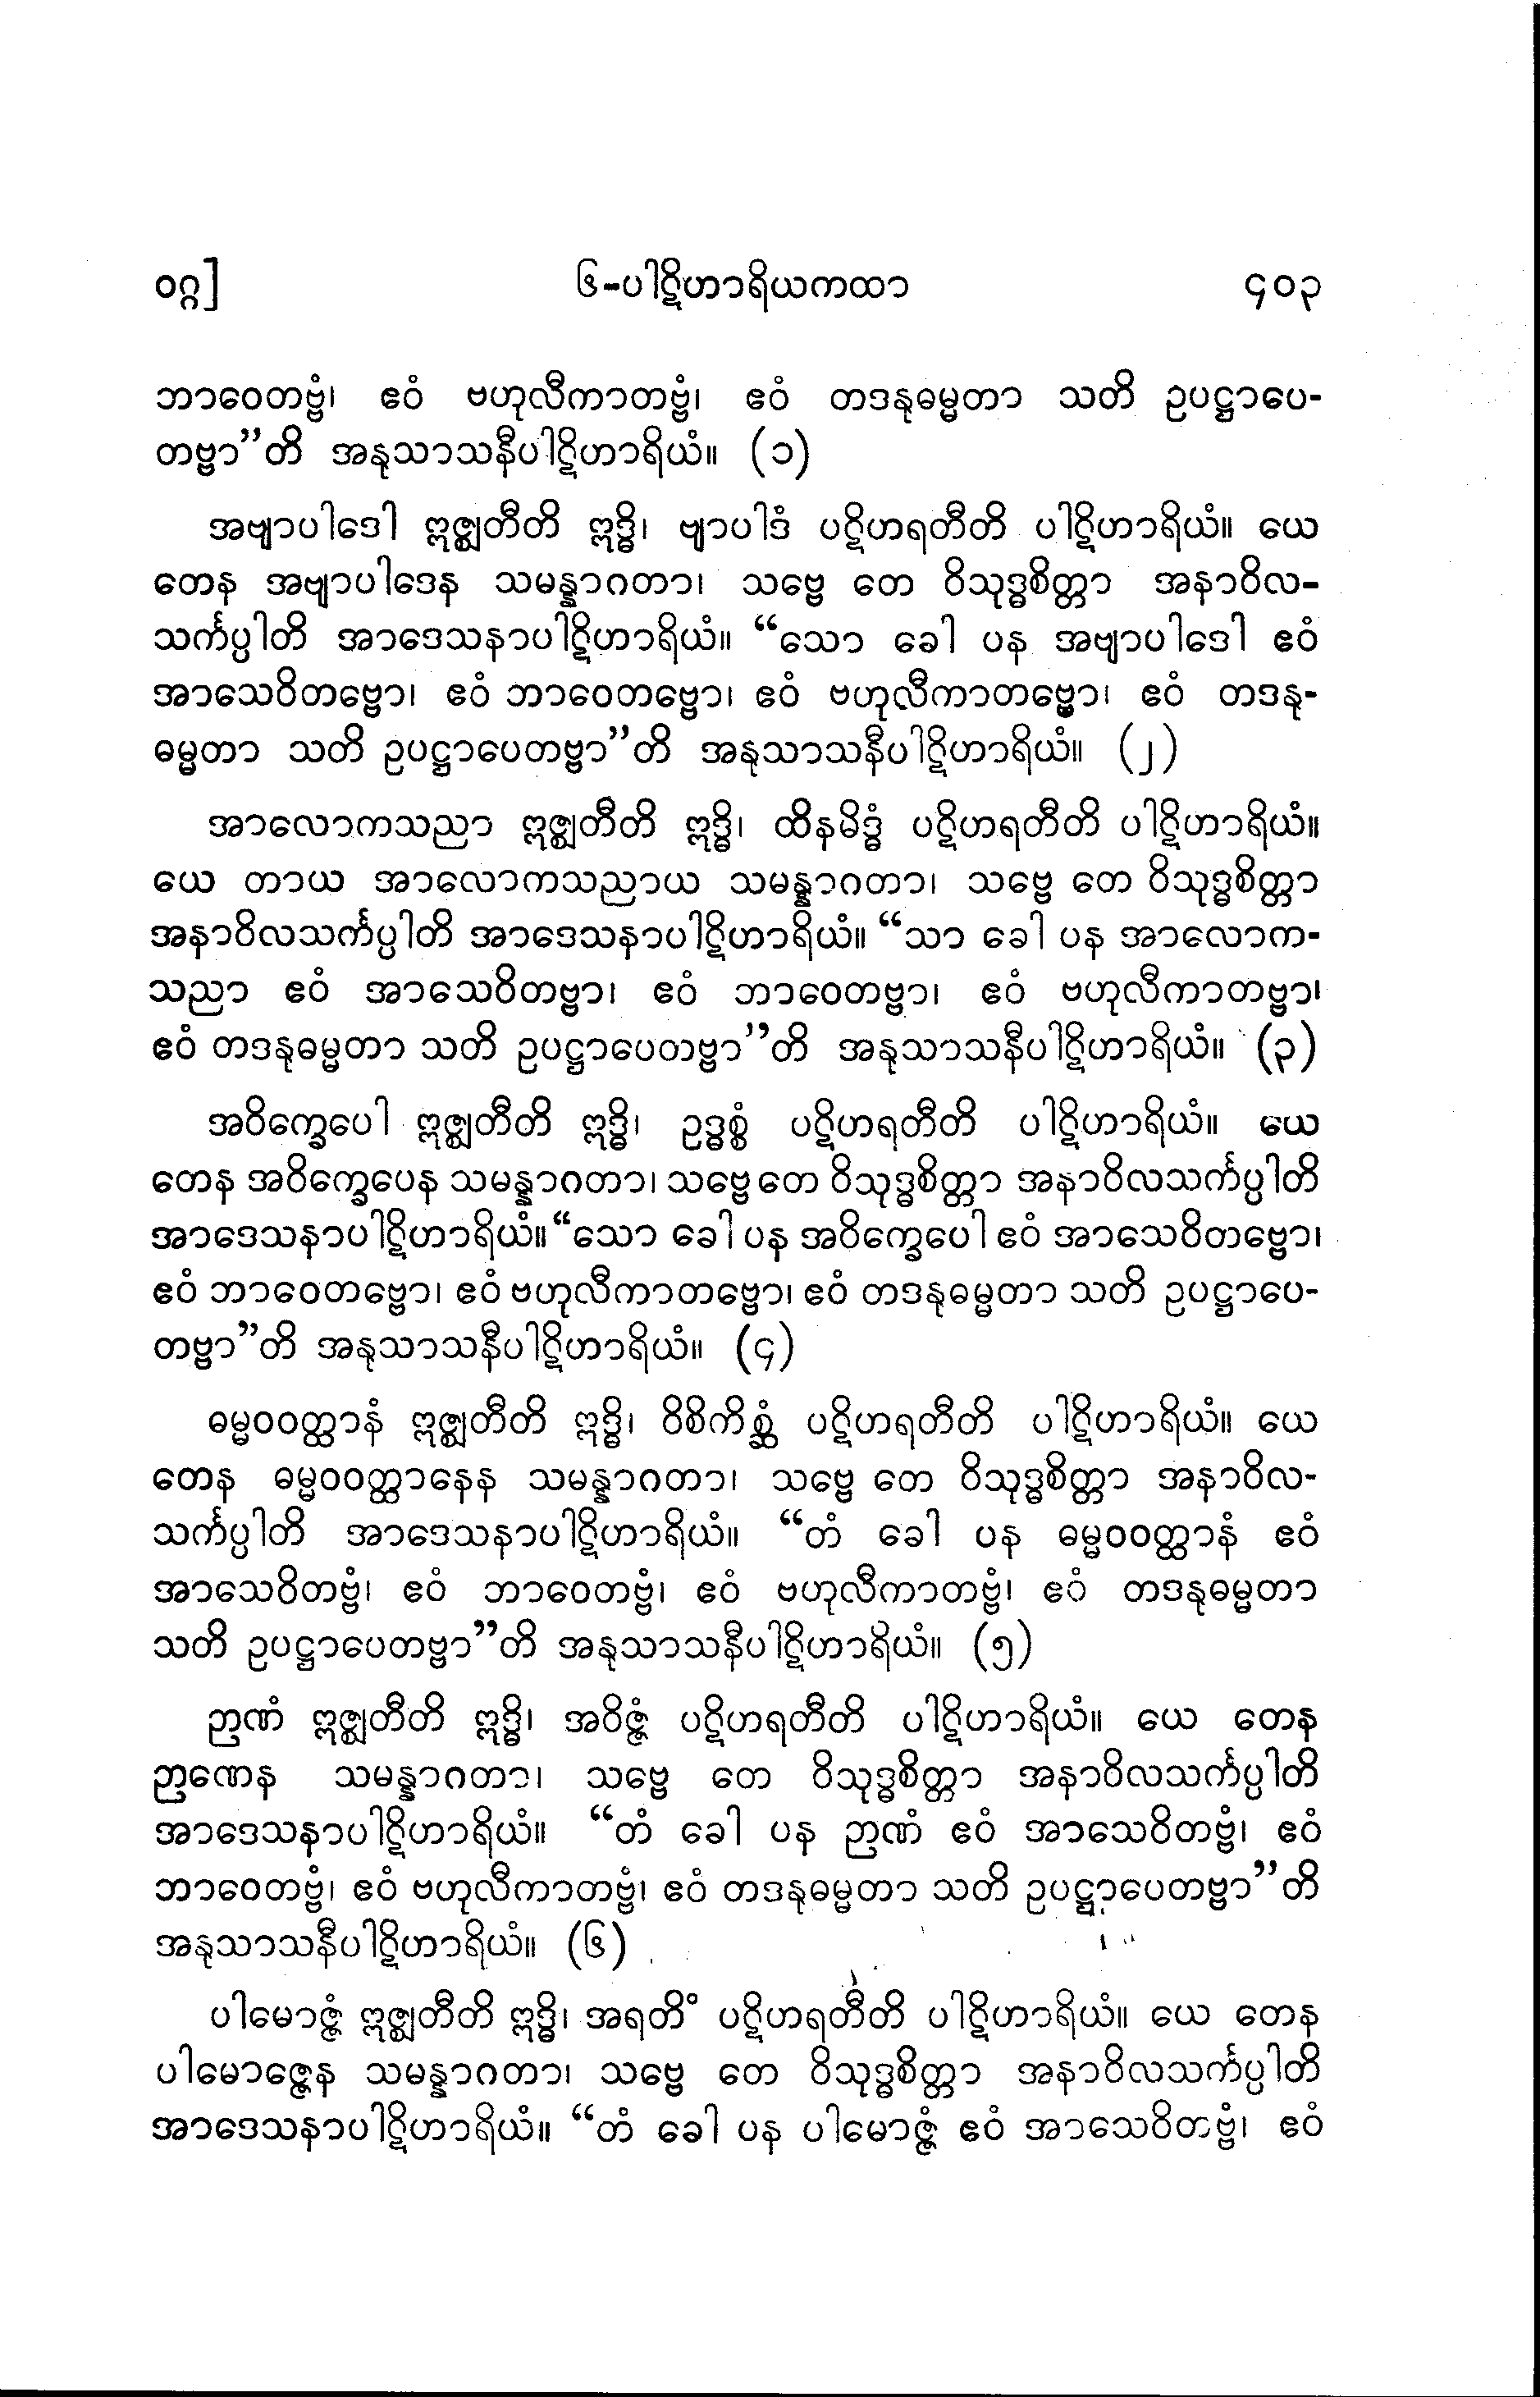 ဝဂ္ဂ] ၆-ပါဋိဟာရိယကထာ ၄၀၃
ဘာဝေတဗ္ဗံ၊ ဧဝံ ဗဟုလီကာတဗ္ဗံ၊ ဧဝံ တဒနုဓမ္မတာ သတိ ဥပဋ္ဌာပေ-
တဗ္ဗာ”တိ အနုသာသနီပါဋိဟာရိယံ။ (၁)
အဗျာပါဒေါ ဣဇ္ဈတီတိ ဣဒ္ဓိ၊ ဗျာပါဒံ ပဋိဟရတီတိ ပါဋိဟာရိယံ။ ယေ
တေန အဗျာပါဒေန သမန္နာဂတာ၊ သဗ္ဗေ တေ ဝိသုဒ္ဓစိတ္တာ အနာဝိလ-
သင်္ကပ္ပါတိ အာဒေသနာပါဋိဟာရိယံ။ “သော ခေါ ပန အဗျာပါဒေါ ဧဝံ
အာသေဝိတဗ္ဗော၊ ဧဝံ ဘာဝေတဗ္ဗော၊ ဧဝံ ဗဟုလီကာတဗ္ဗော၊ ဧဝံ တဒနု-
ဓမ္မတာ သတိ ဥပဋ္ဌာပေတဗ္ဗာ”တိ အနုသာသနီပါဋိဟာရိယံ။ (၂)
အာလောကသညာ ဣဇ္ဈတီတိ ဣဒ္ဓိ၊ ထိနမိဒ္ဓံ ပဋိဟရတီတိ ပါဋိဟာရိယံ။
ယေ တာယ အာလောကသညာယ သမန္နာဂတာ၊ သဗ္ဗေ တေ ဝိသုဒ္ဓစိတ္တာ
အနာဝိလသင်္ကပ္ပါတိ အာဒေသနာပါဋိဟာရိယံ။ “သာ ခေါ ပန အာလောက-
သညာ ဧဝံ အာသေဝိတဗ္ဗာ၊ ဧဝံ ဘာဝေတဗ္ဗာ၊ ဧဝံ ဗဟုလီကာတဗ္ဗာ၊
ဧဝံ တဒနုဓမ္မတာ သတိ ဥပဋ္ဌာပေတဗ္ဗာ”တိ အနုသာသနီပါဋိဟာရိယံ။ (၃)
အဝိက္ခေပေါ ဣဇ္ဈတီတိ ဣဒ္ဓိ၊ ဥဒ္ဓစ္စံ ပဋိဟရတီတိ ပါဋိဟာရိယံ။ ယေ
တေန အဝိက္ခေပေန သမန္နာဂတာ၊ သဗ္ဗေ တေ ဝိသုဒ္ဓစိတ္တာ အနာဝိလသင်္ကပ္ပါတိ
အာဒေသနာပါဋိဟာရိယံ။ “သော ခေါ ပန အဝိက္ခေပေါ ဧဝံ အာသေဝိတဗ္ဗော၊
ဧဝံ ဘာဝေတဗ္ဗော၊ ဧဝံ ဗဟုလီကာတဗ္ဗော၊ ဧဝံ တဒနုဓမ္မတာ သတိ ဥပဋ္ဌာပေ-
တဗ္ဗာ”တိ အနုသာသနီပါဋိဟာရိယံ။ (၄)
ဓမ္မဝဝတ္ထာနံ ဣဇ္ဈတီတိ ဣဒ္ဓိ၊ ဝိစိကိစ္ဆံ ပဋိဟရတီတိ ပါဋိဟာရိယံ။ ယေ
တေန ဓမ္မဝဝတ္ထာနေန သမန္နာဂတာ၊ သဗ္ဗေ တေ ဝိသုဒ္ဓစိတ္တာ အနာဝိလ-
သင်္ကပ္ပါတိ အာဒေသနာပါဋိဟာရိယံ။ “တံ ခေါ ပန ဓမ္မဝဝတ္ထာနံ ဧဝံ
အာသေဝိတဗ္ဗံ၊ ဧဝံ ဘာဝေတဗ္ဗံ၊ ဧဝံ ဗဟုလီကာတဗ္ဗံ၊ ဧဝံ တဒနုဓမ္မတာ
သတိ ဥပဋ္ဌာပေတဗ္ဗာ”တိ အနုသာသနီပါဋိဟာရိယံ။ (၅)
ဉာဏံ ဣဇ္ဈတီတိ ဣဒ္ဓိ၊ အဝိဇ္ဇံ ပဋိဟရတီတိ ပါဋိဟာရိယံ။ ယေ တေန
ဉာဏေန သမန္နာဂတာ၊ သဗ္ဗေ တေ ဝိသုဒ္ဓစိတ္တာ အနာဝိလသင်္ကပ္ပါတိ
အာဒေသနာပါဋိဟာရိယံ။ “တံ ခေါ ပန ဉာဏံ ဧဝံ အာသေဝိတဗ္ဗံ၊ ဧဝံ
ဘာဝေတဗ္ဗံ၊ ဧဝံ ဗဟုလီကာတဗ္ဗံ၊ ဧဝံ တဒနုဓမ္မတာ သတိ ဥပဋ္ဌာပေတဗ္ဗာ”တိ
အနုသာသနီပါဋိဟာရိယံ။ (၆)
ပါမောဇ္ဇံ ဣဇ္ဈတီတိ ဣဒ္ဓိ၊ အရတိံ ပဋိဟရတီတိ ပါဋိဟာရိယံ။ ယေ တေန
ပါမောဇ္ဇေန သမန္နာဂတာ၊ သဗ္ဗေ တေ ဝိသုဒ္ဓစိတ္တာ အနာဝိလသင်္ကပ္ပါတိ
အာဒေသနာပါဋိဟာရိယံ။ “တံ ခေါ ပန ပါမောဇ္ဇံ ဧဝံ အာသေဝိတဗ္ဗံ၊ ဧဝံ